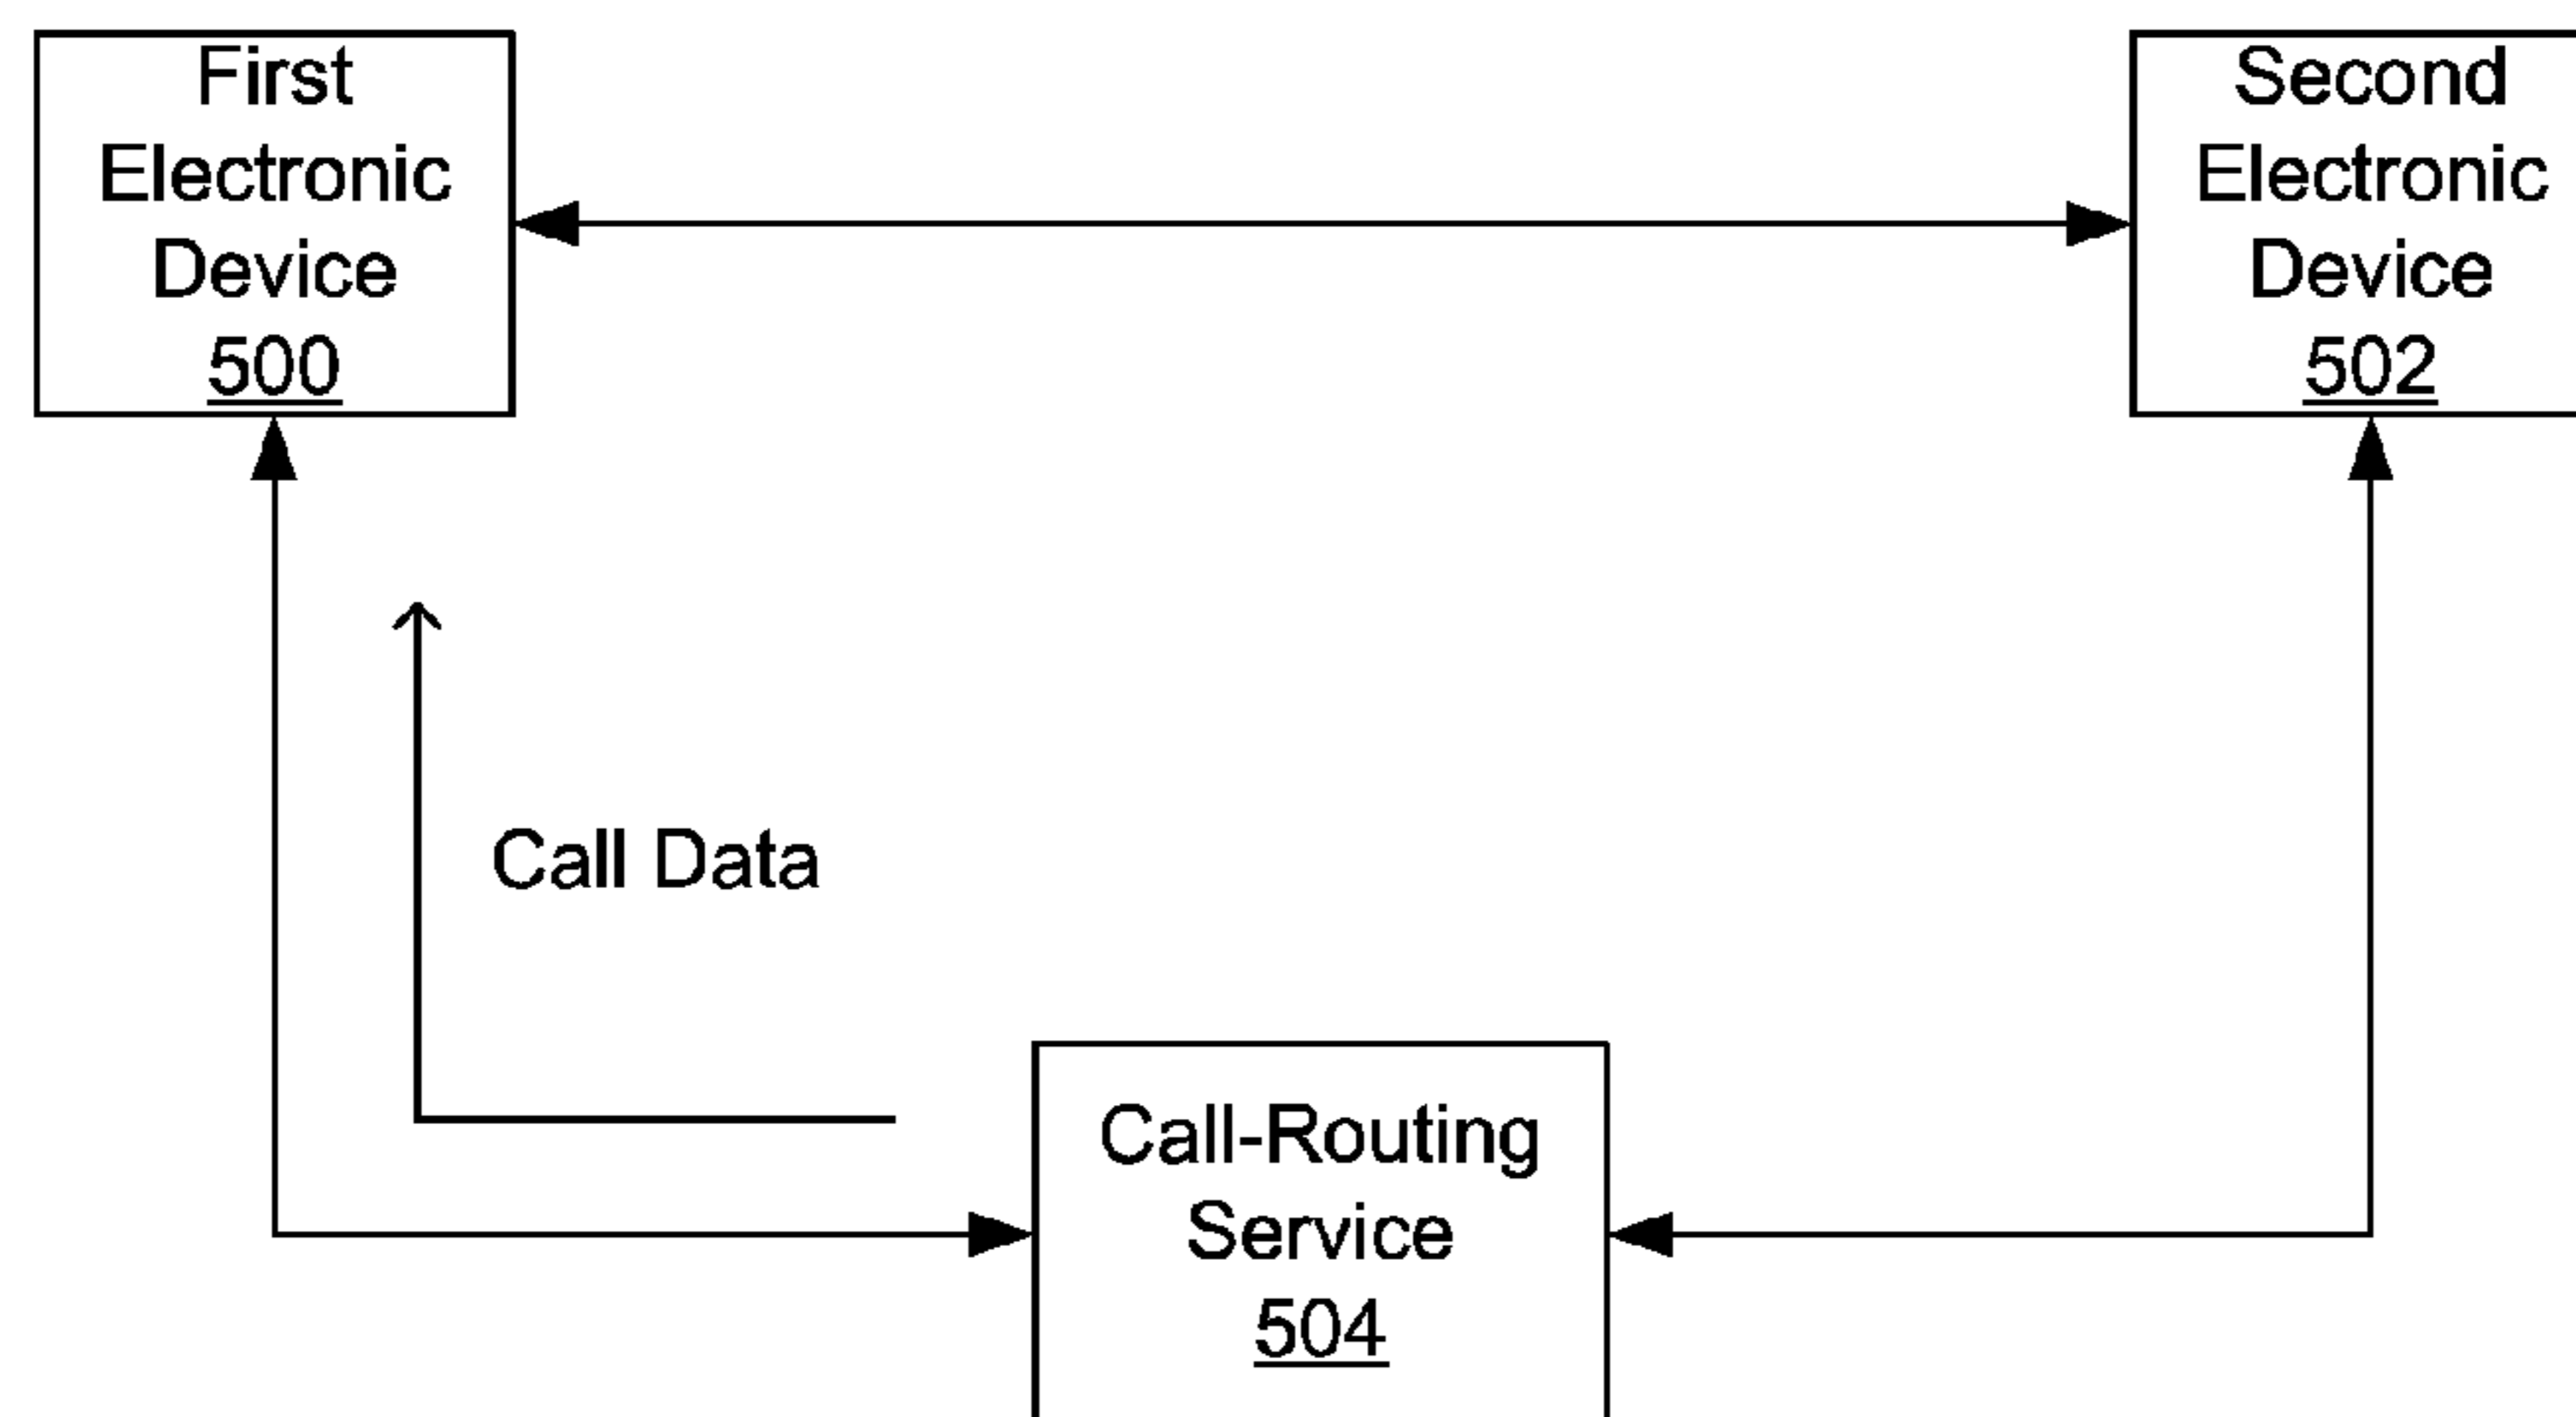 First
Electronic
Device
500
Second
Electronic
Device
502
Call Data
Call-Routing
Service
504